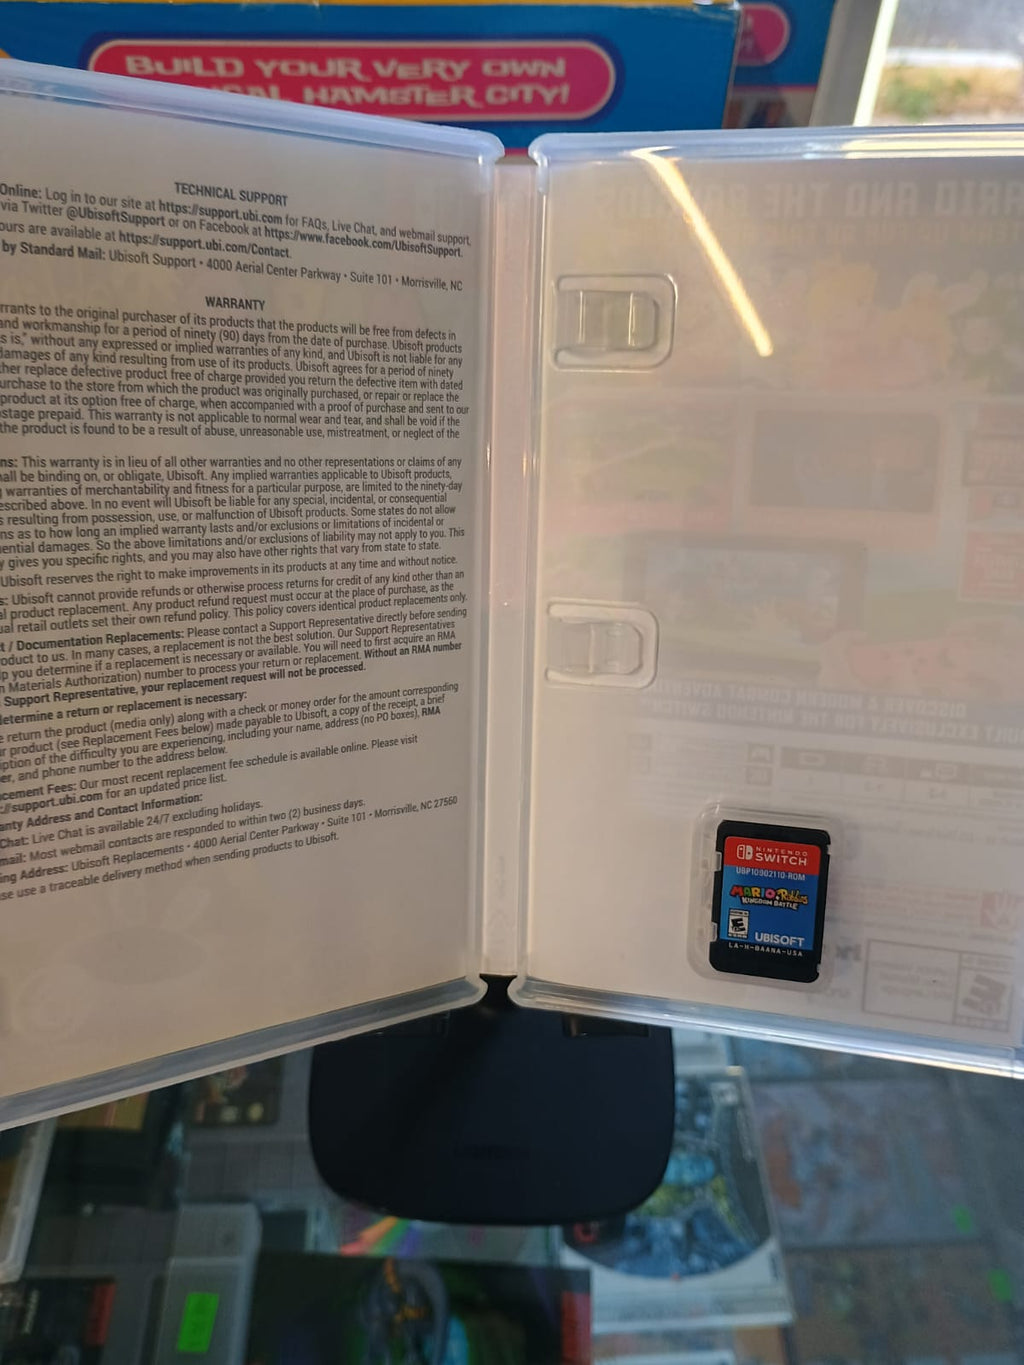 BUILD YOUR VERY OWN
HAMSTER CITY!
TECHNICAL SUPPORT
Online: Log in to our site at https://support.ubi.com for FAQs, Live Chat, and webmail support,
via Twitter @UbisoftSupport or on Facebook at https://www.facebook.com/UbisoftSupport.
ours are available at https://support.ubi.com/Contact.
by Standard Mail: Ubisoft Support • 4000 Aerial Center Parkway • Suite 101 • Morrisville, NC
WARRANTY
rrants to the original purchaser of its products that the products will be free from defects in
and workmanship for a period of ninety (90) days from the date of purchase. Ubisoft products
s is," without any expressed or implied warranties of any kind, and Ubisoft is not liable for any
damages of any kind resulting from use of its products. Ubisoft agrees for a period of ninety
ther replace defective product free of charge provided you return the defective item with dated
urchase to the store from which the product was originally purchased, or repair or replace the
product at its option free of charge, when accompanied with a proof of purchase and sent to our
stage prepaid. This warranty is not applicable to normal wear and tear, and shall be void if the
the product is found to be a result of abuse, unreasonable use, mistreatment, or neglect of the
ns: This warranty is in lieu of all other warranties and no other representations or claims of any
all be binding on, or obligate, Ubisoft. Any implied warranties applicable to Ubisoft products,
warranties of merchantability and fitness for a particular purpose, are limited to the ninety-day
escribed above. In no event will Ubisoft be liable for any special, incidental, or consequential
s resulting from possession, use, or malfunction of Ubisoft products. Some states do not allow
ns as to how long an implied warranty lasts and/or exclusions or limitations of incidental or
ential damages. So the above limitations and/or exclusions of liability may not apply to you. This
y gives you specific rights, and you may also have other rights that vary from state to state.
Ubisoft reserves the right to make improvements in its products at any time and without notice.
s: Ubisoft cannot provide refunds or otherwise process returns for credit of any kind other than an
al product replacement. Any product refund request must occur at the place of purchase, as the
ual retail outlets set their own refund policy. This policy covers identical product replacements only.
t / Documentation Replacements: Please contact a Support Representative directly before sending
oduct to us. In many cases, a replacement is not the best solution. Our Support Representatives
lp you determine if a replacement is necessary or available. You will need to first acquire an RMA
n Materials Authorization) number to process your return or replacement. Without an RMA number
Support Representative, your replacement request will not be processed.
determine a return or replacement is necessary:
e return the product (media only) along with a check or money order for the amount corresponding
r product (see Replacement Fees below) made payable to Ubisoft, a copy of the receipt, a brief
iption of the difficulty you are experiencing, including your name, address (no PO boxes), RMA
er, and phone number to the address below.
cement Fees: Our most recent replacement fee schedule is available online. Please visit
://support.ubi.com for an updated price list.
anty Address and Contact Information:
Chat: Live Chat is available 24/7 excluding holidays.
mail: Most webmail contacts are responded to within two (2) business days.
ing Address: Ubisoft Replacements • 4000 Aerial Center Parkway • Suite 101 • Morrisville, NC 27560
se use a traceable delivery method when sending products to Ubisoft.
NINTENDO
SWITCH
UBP10902110-ROM
MARIO + Rabbids
KINGDOM BATTLE
E
UBISOFT
LA-H-BAANA-USA